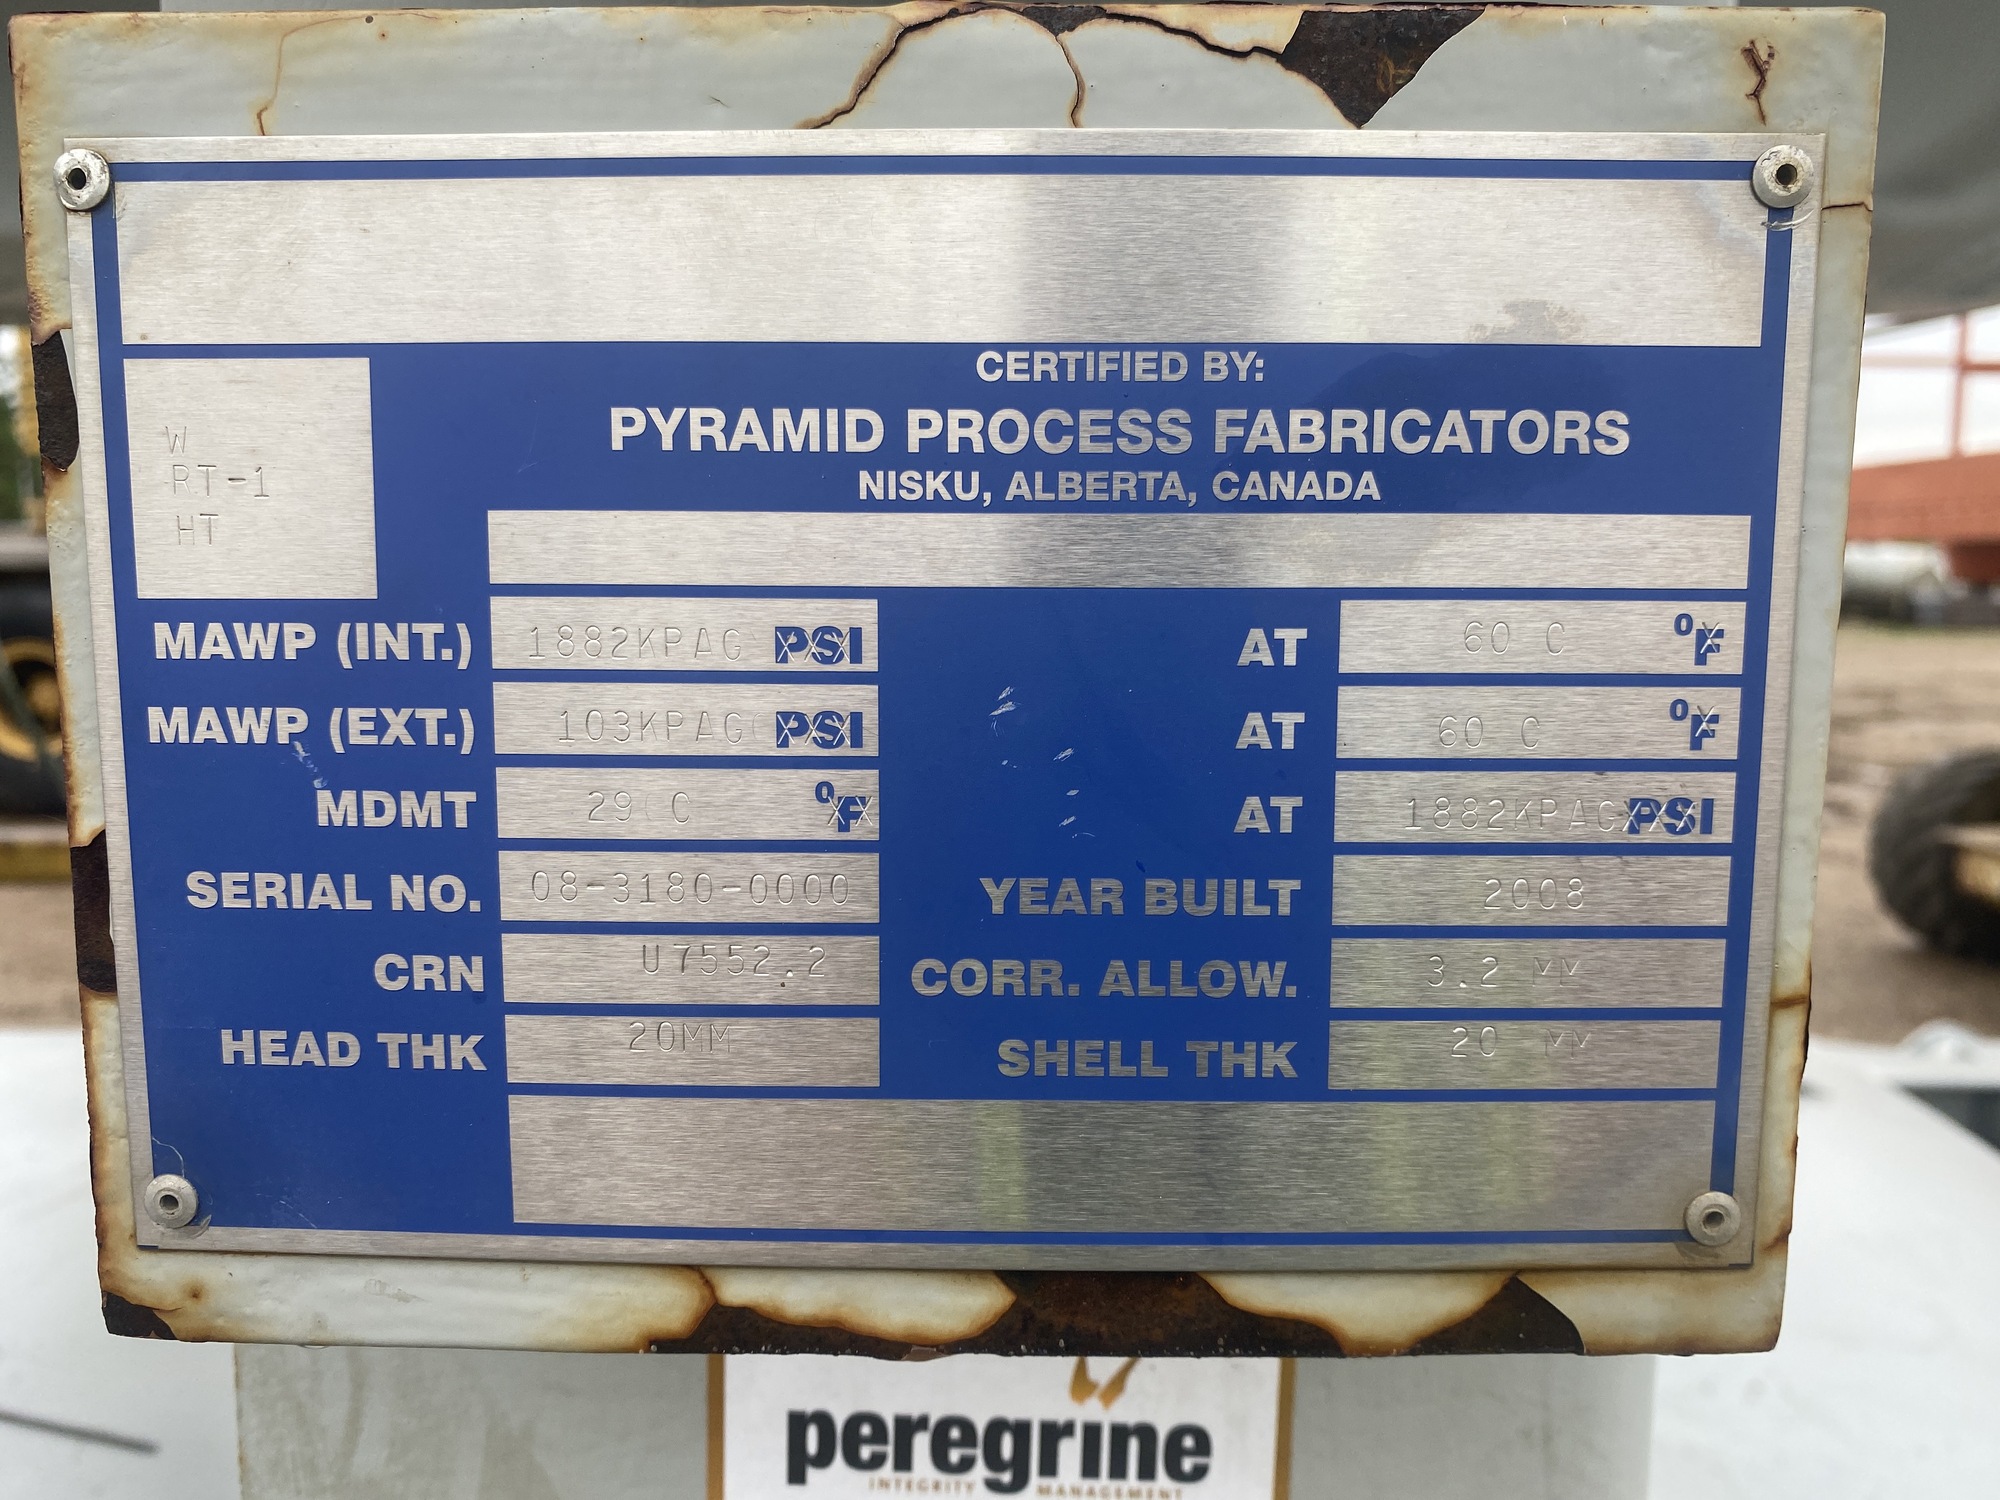 CERTIFIED BY:
PYRAMID PROCESS FABRICATORS
NISKU, ALBERTA, CANADA
W
RT-1
HT
MAWP (INT.) 1882KPAG PSI AT 60 C °F
MAWP (EXT.) 103KPAG PSI AT 60 C °F
MDMT 29 C °F AT 1882KPAG PSI
SERIAL NO. 08-3180-0000 YEAR BUILT 2008
CRN U7552.2 CORR. ALLOW. 3.2 MM
HEAD THK 20MM SHELL THK 20 MM
peregrine
INTEGRITY MANAGEMENT